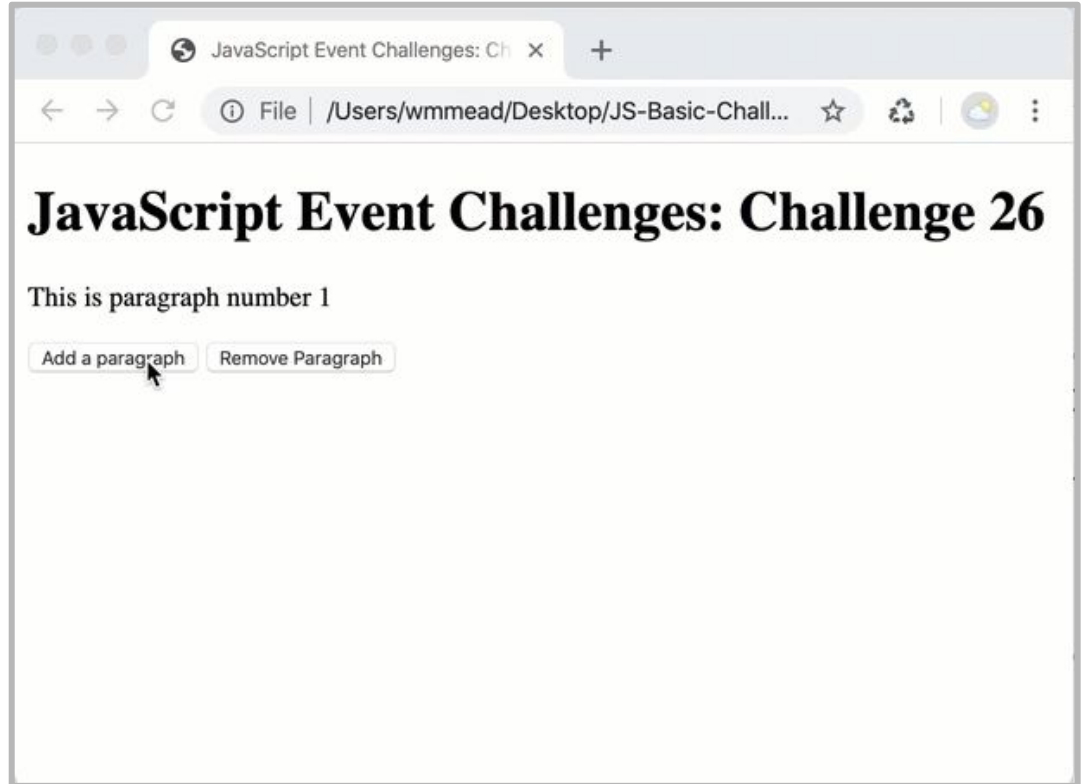 JavaScript Event Challenges: Ch
File | /Users/wmmead/Desktop/JS-Basic-Chall...
JavaScript Event Challenges: Challenge 26
This is paragraph number 1
Add a paragraph Remove Paragraph